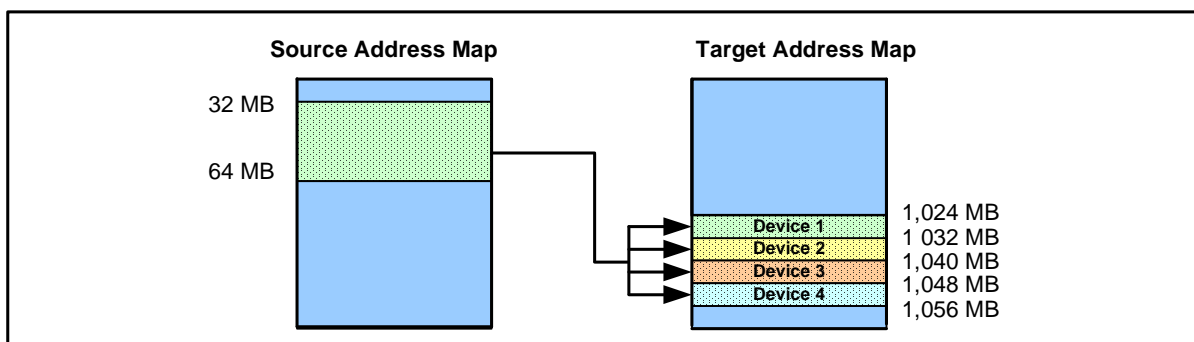 Source Address Map
Target Address Map
32 MB
64 MB
1,024 MB
Device 1
1 032 MB
Device 2
1,040 MB
Device 3
1,048 MB
Device 4
1,056 MB